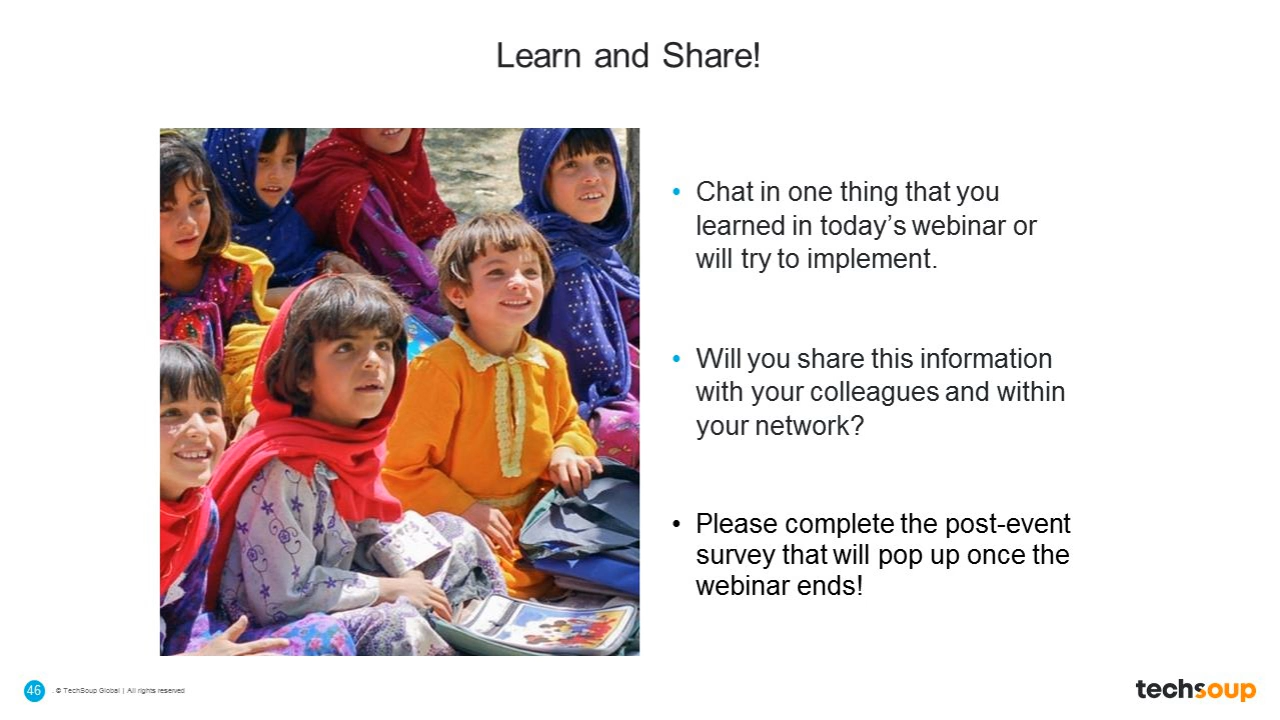 Learn and Share!
• Chat in one thing that you
learned in today’s webinar or
will try to implement.
• Will you share this information
with your colleagues and within
your network?
• Please complete the post-event
survey that will pop up once the
webinar ends!
46 . © TechSoup Global | All rights reserved
techsoup